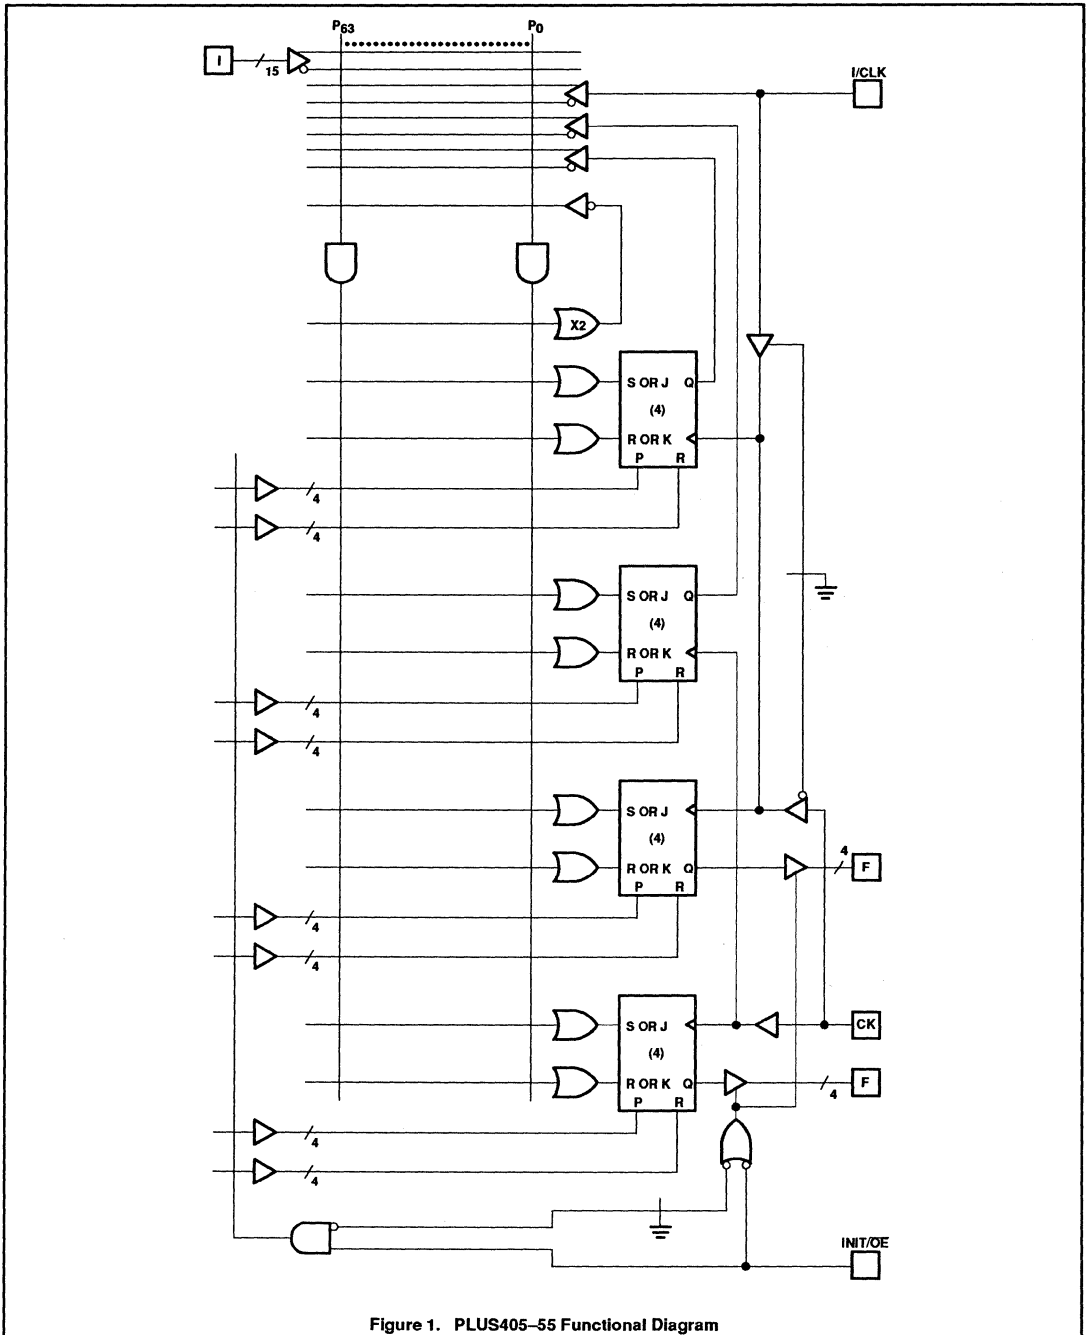 P63 P0
I
15
I/CLK
X2
S OR J Q
(4)
R OR K
P R
4
4
S OR J Q
(4)
R OR K
P R
4
4
S OR J
(4)
R OR K Q
P R
4
F
4
4
S OR J
CK
(4)
R OR K Q
P R
4
F
4
4
INIT/OE
Figure 1. PLUS405–55 Functional Diagram